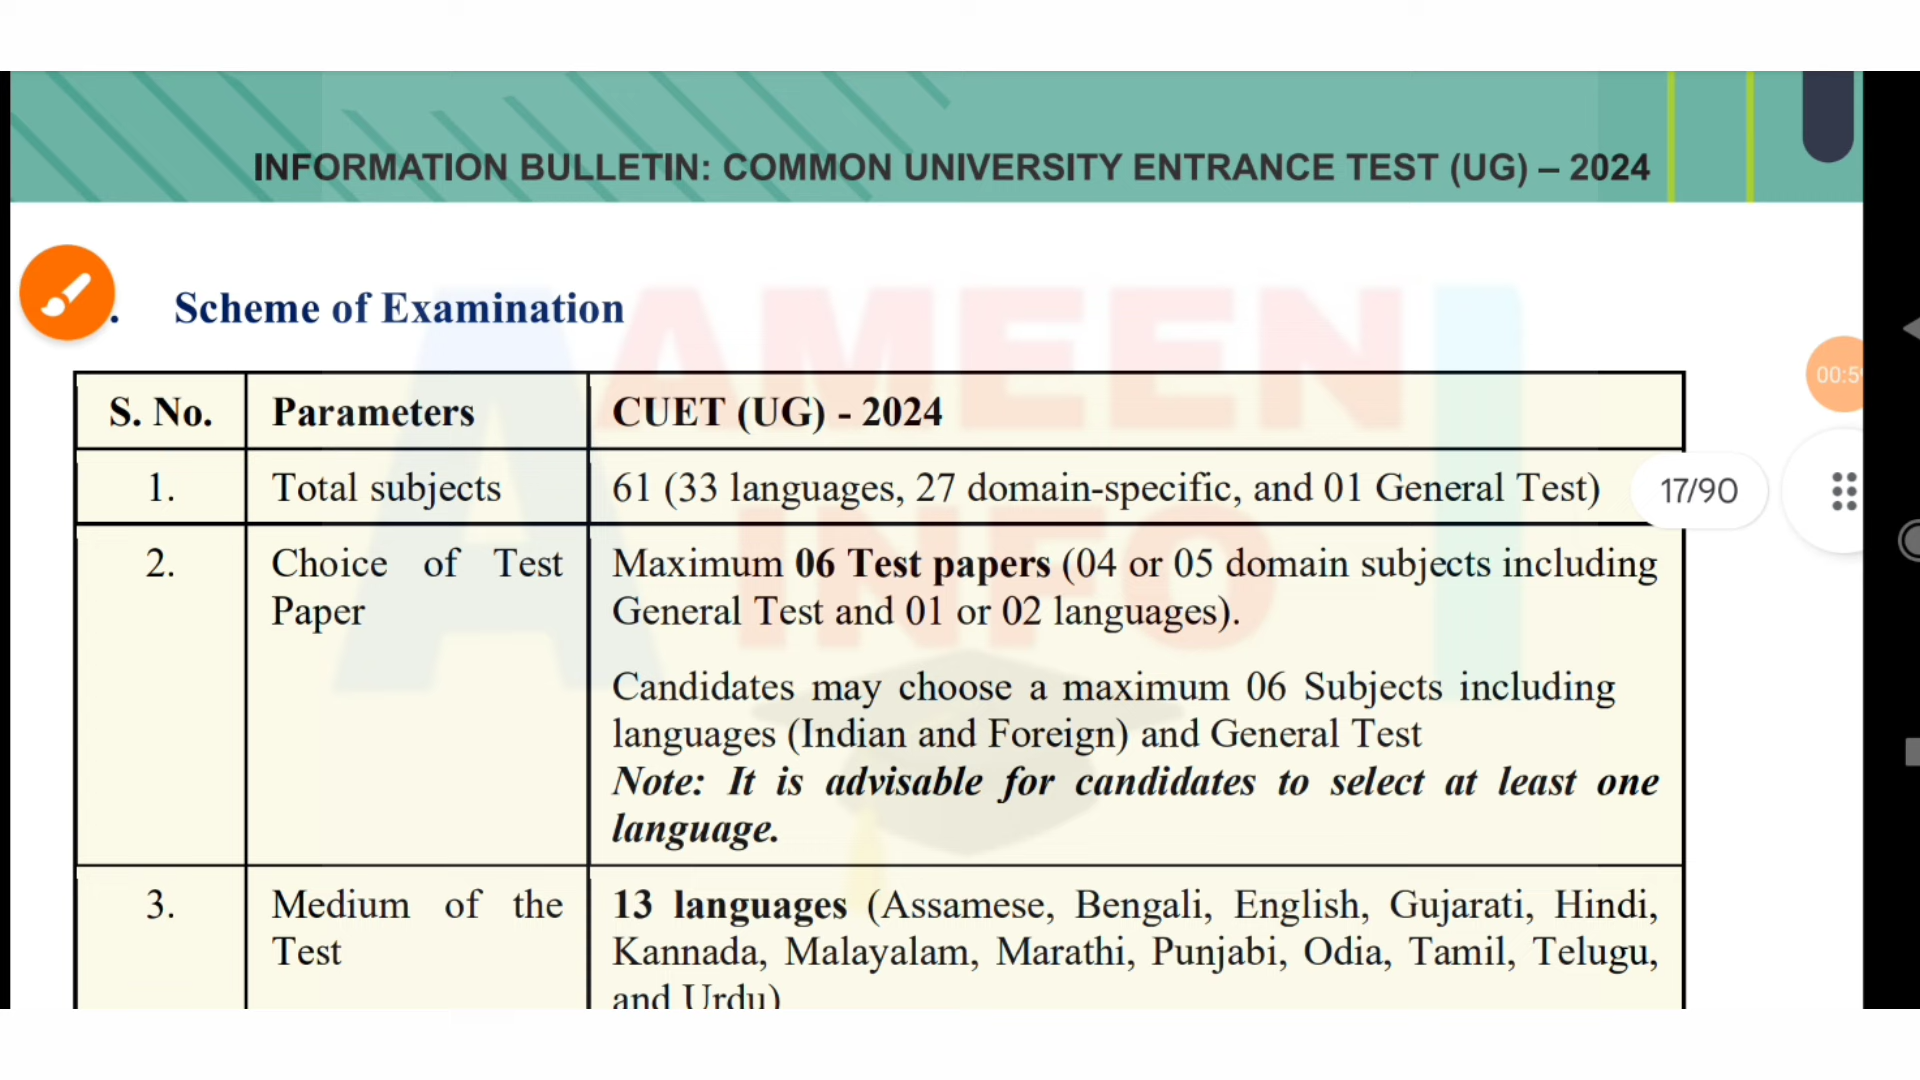 INFORMATION BULLETIN: COMMON UNIVERSITY ENTRANCE TEST (UG) – 2024
. Scheme of Examination
AMEEN
INFO
00:5
17/90
S. No. Parameters CUET (UG) - 2024
1. Total subjects 61 (33 languages, 27 domain-specific, and 01 General Test)
2. Choice of Test Maximum 06 Test papers (04 or 05 domain subjects including
Paper General Test and 01 or 02 languages).
Candidates may choose a maximum 06 Subjects including
languages (Indian and Foreign) and General Test
Note: It is advisable for candidates to select at least one
language.
3. Medium of the 13 languages (Assamese, Bengali, English, Gujarati, Hindi,
Test Kannada, Malayalam, Marathi, Punjabi, Odia, Tamil, Telugu,
and Urdu)